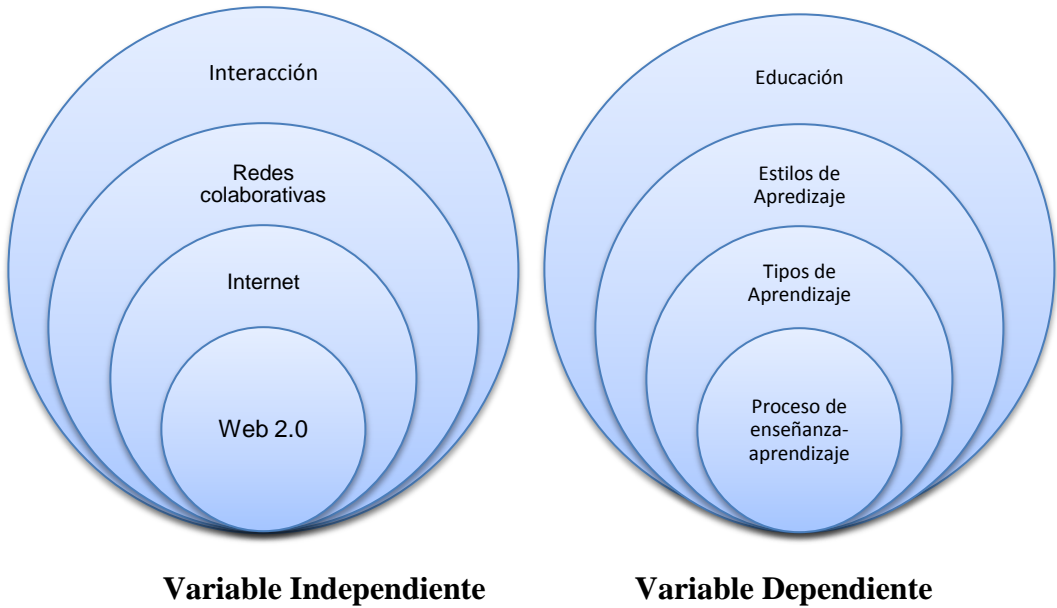 Interacción
Redes
colaborativas
Internet
Web 2.0
Variable Independiente
Educación
Estilos de
Apredizaje
Tipos de
Aprendizaje
Proceso de
enseñanza-
aprendizaje
Variable Dependiente